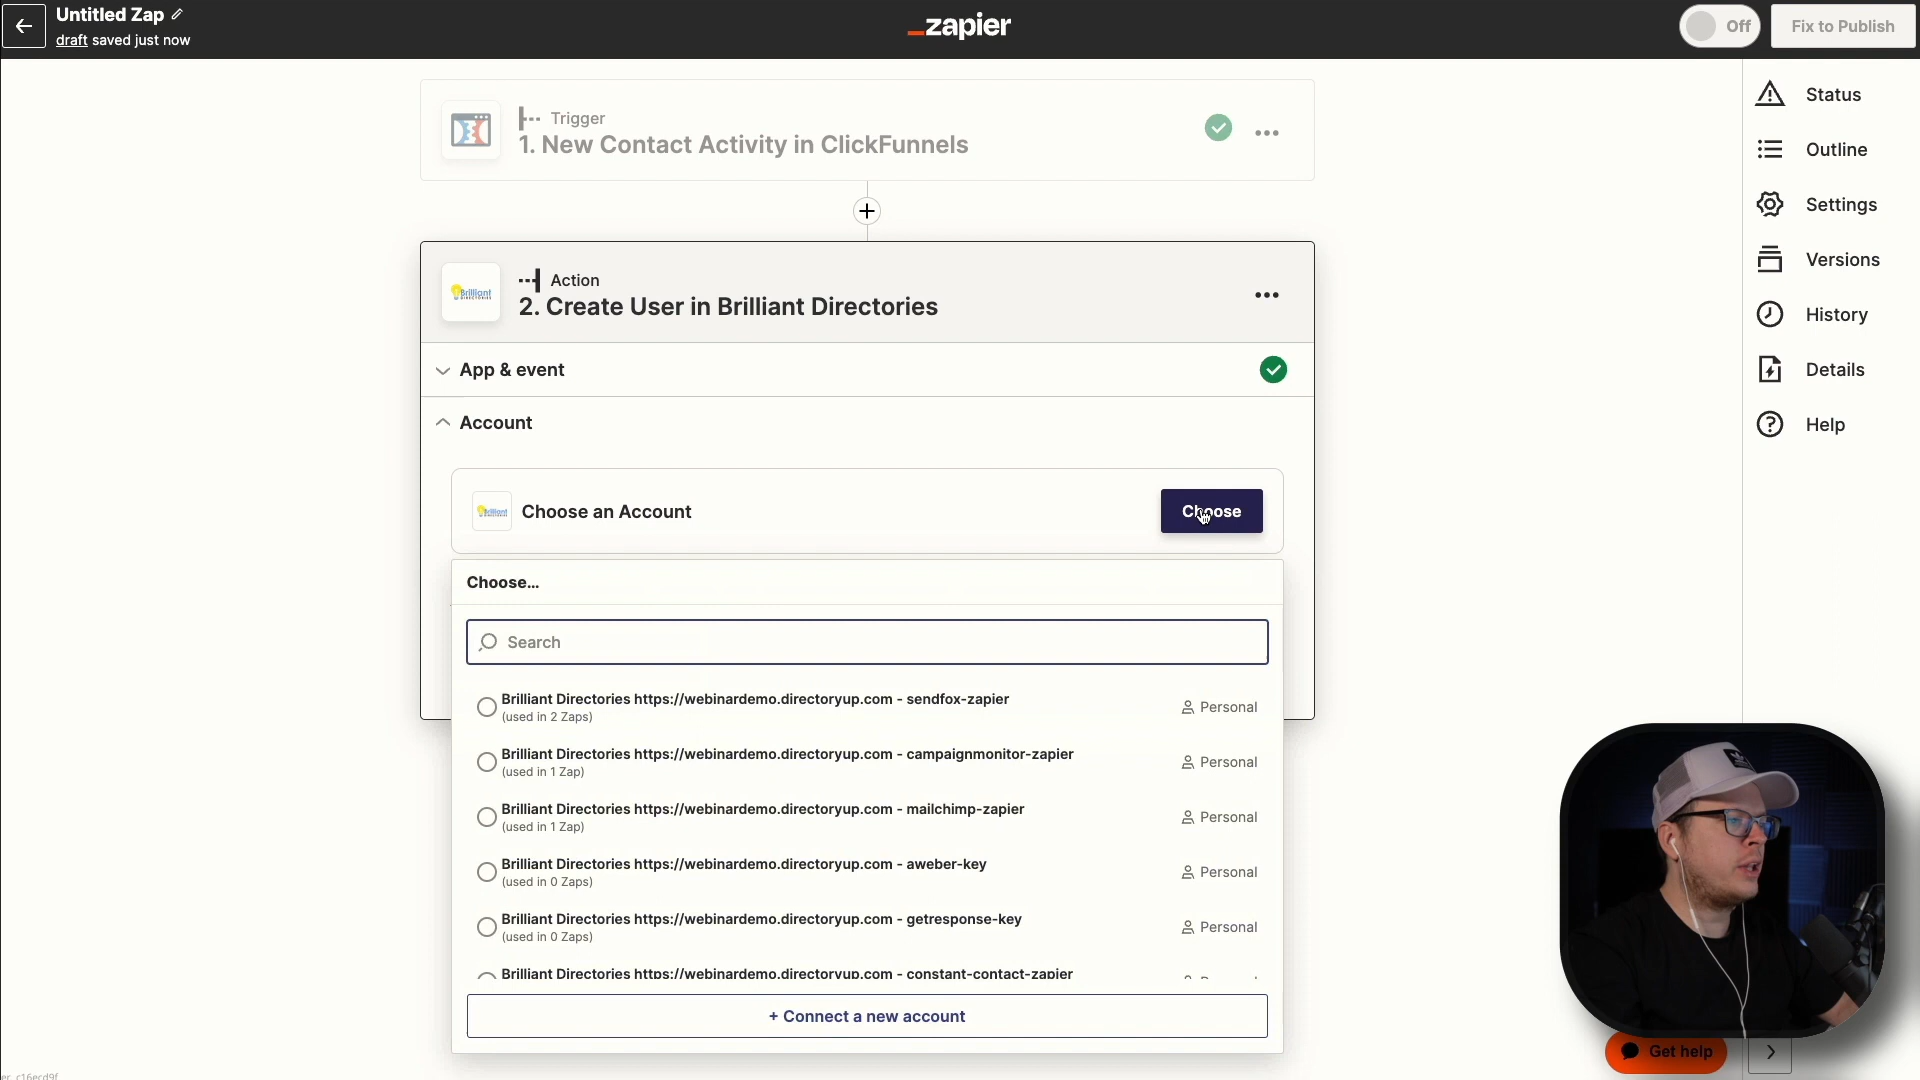 Untitled Zap
draft saved just now
zapier
Off
Fix to Publish
Trigger
1. New Contact Activity in ClickFunnels
Status
Outline
Settings
Versions
History
Details
Help
Brilliant
DIRECTORIES
Action
2. Create User in Brilliant Directories
App & event
Account
Brilliant
Choose an Account
Choose
Choose...
Search
Brilliant Directories https://webinardemo.directoryup.com - sendfox-zapier
(used in 2 Zaps)
Personal
Brilliant Directories https://webinardemo.directoryup.com - campaignmonitor-zapier
(used in 1 Zap)
Personal
Brilliant Directories https://webinardemo.directoryup.com - mailchimp-zapier
(used in 1 Zap)
Personal
Brilliant Directories https://webinardemo.directoryup.com - aweber-key
(used in 0 Zaps)
Personal
Brilliant Directories https://webinardemo.directoryup.com - getresponse-key
(used in 0 Zaps)
Personal
Brilliant Directories https://webinardemo.directoryup.com - constant-contact-zapier
+ Connect a new account
Get help